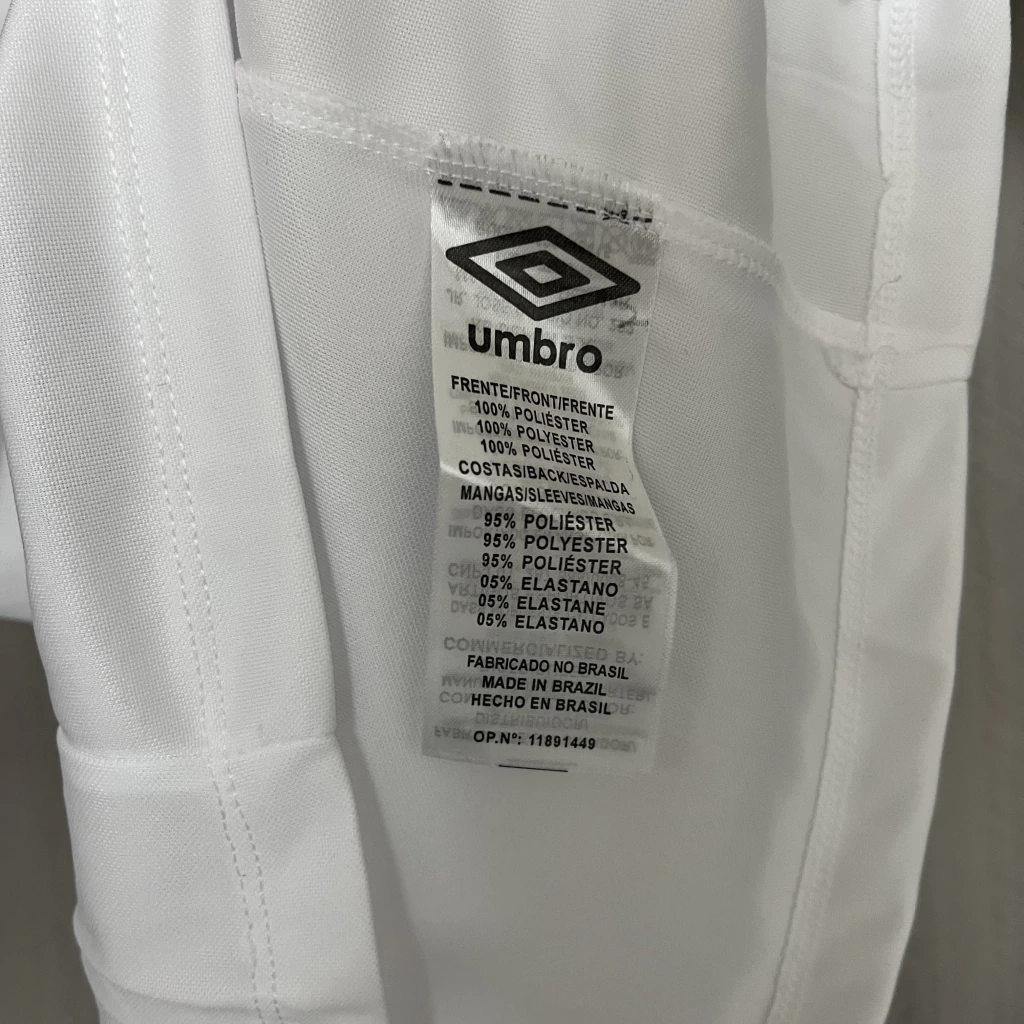 umbro
FRENTE/FRONT/FRENTE
100% POLIÉSTER
100% POLYESTER
100% POLIÉSTER
COSTAS/BACK/ESPALDA
MANGAS/SLEEVES/MANGAS
95% POLIÉSTER
95% POLYESTER
95% POLIÉSTER
05% ELASTANO
05% ELASTANE
05% ELASTANO
COMMERCIALIZED BY:
FABRICADO NO BRASIL
MADE IN BRAZIL
HECHO EN BRASIL
DISTRIBUIDOR/
OP.Nº: 11891449